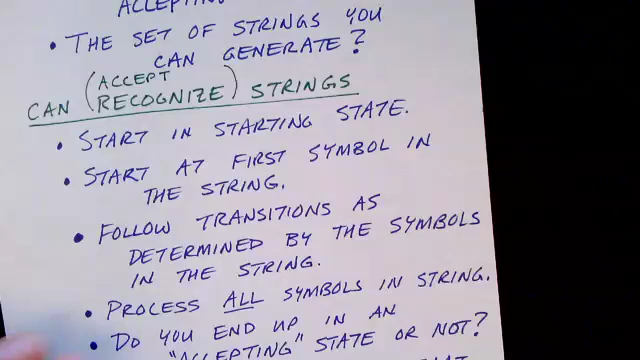 ACCEPTING
• THE SET OF STRINGS YOU
CAN GENERATE?
CAN (ACCEPT
RECOGNIZE) STRINGS
• START IN STARTING STATE.
• START AT FIRST SYMBOL IN
THE STRING.
• FOLLOW TRANSITIONS AS
DETERMINED BY THE SYMBOLS
IN THE STRING.
• PROCESS ALL SYMBOLS IN STRING.
• DO YOU END UP IN AN
"ACCEPTING" STATE OR NOT?